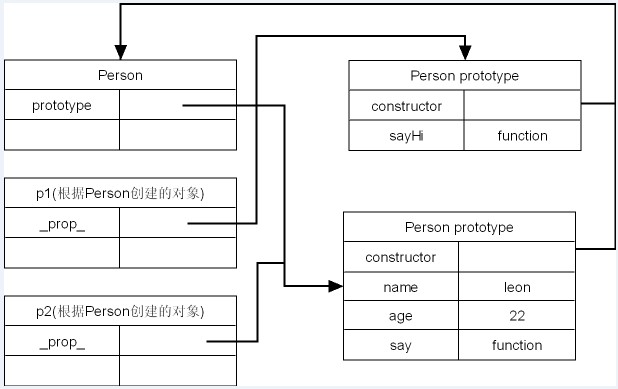 Person
prototype
p1(根据Person创建的对象)
_prop_
p2(根据Person创建的对象)
_prop_
Person prototype
constructor
sayHi function
Person prototype
constructor
name leon
age 22
say function